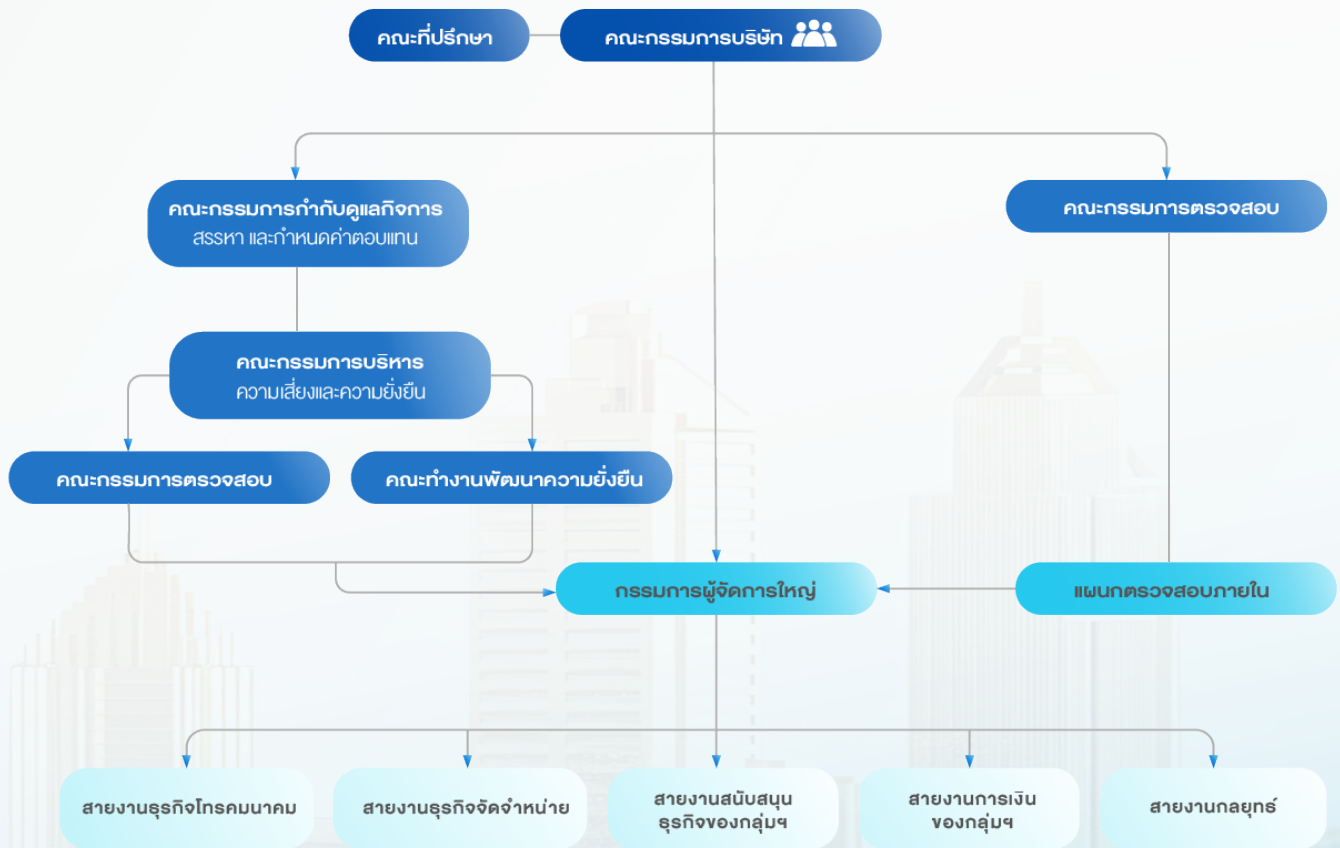 คณะที่ปรึกษา
คณะกรรมการบริษัท
คณะกรรมการกำกับดูแลกิจการ
สรรหา และกำหนดค่าตอบแทน
คณะกรรมการตรวจสอบ
คณะกรรมการบริหาร
ความเสี่ยงและความยั่งยืน
คณะกรรมการตรวจสอบ
คณะทำงานพัฒนาความยั่งยืน
กรรมการผู้จัดการใหญ่
แผนกตรวจสอบภายใน
สายงานธุรกิจโทรคมนาคม
สายงานธุรกิจจัดจำหน่าย
สายงานสนับสนุน
ธุรกิจของกลุ่มฯ
สายงานการเงิน
ของกลุ่มฯ
สายงานกลยุทธ์